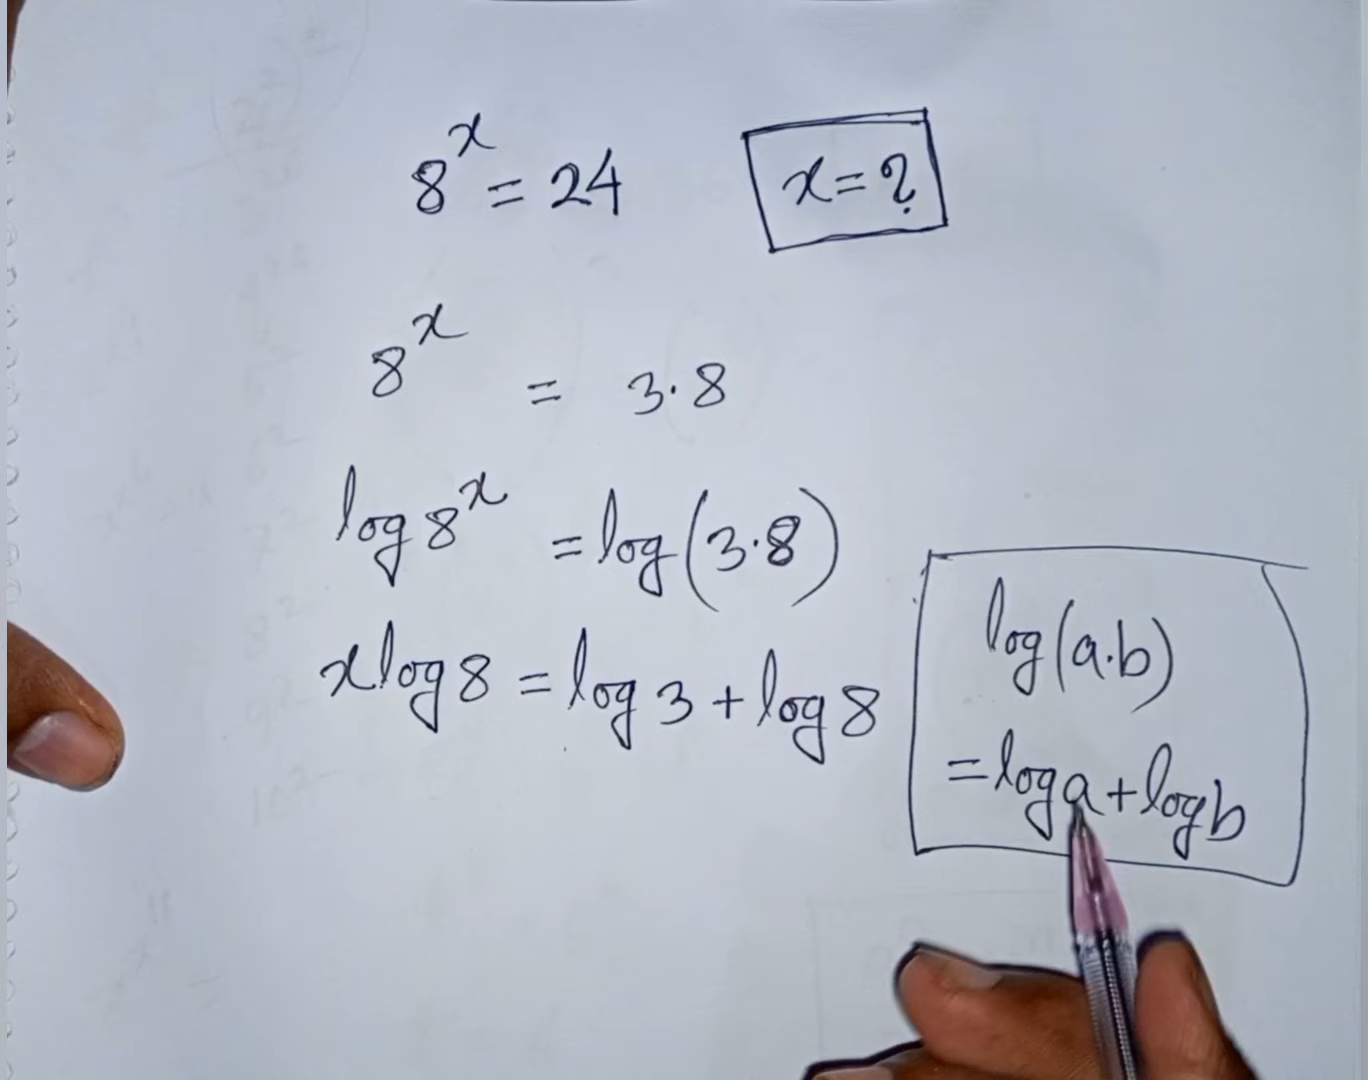 8^x = 24
x = ?
8^x = 3·8
log 8^x = log(3·8)
x log 8 = log 3 + log 8
log(a·b)
= log a + log b